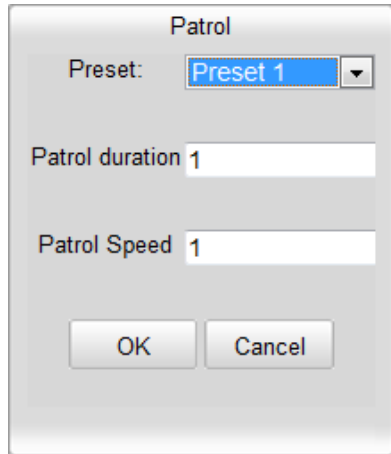 Patrol
Preset: Preset 1
Patrol duration 1
Patrol Speed 1
OK Cancel